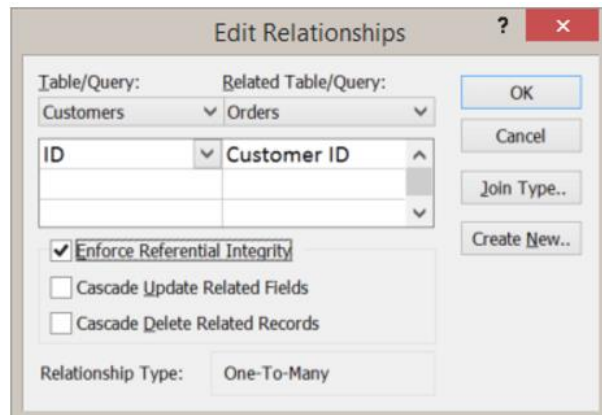 Edit Relationships ? ×
Table/Query: Related Table/Query: OK
Customers Orders
Cancel
ID Customer ID
Join Type..
Create New..
Enforce Referential Integrity
Cascade Update Related Fields
Cascade Delete Related Records
Relationship Type: One-To-Many